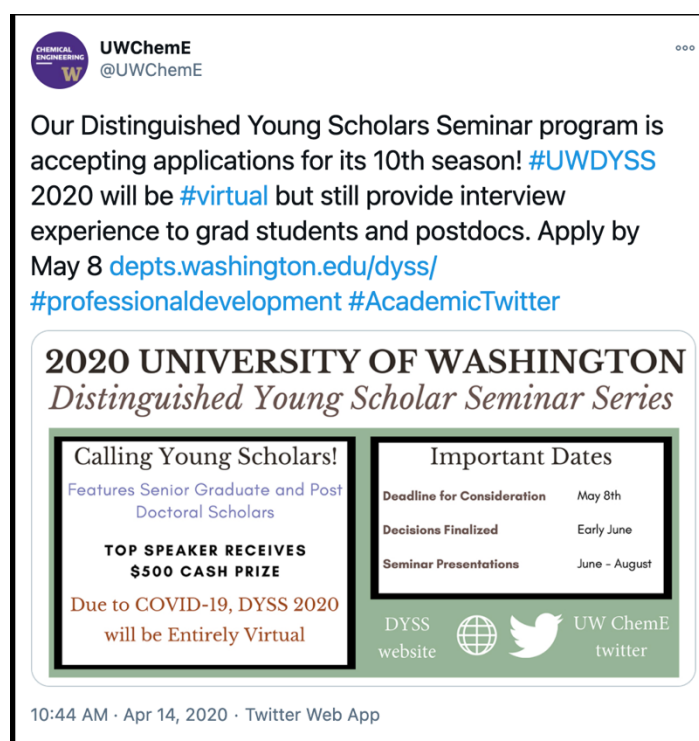 CHEMICAL
ENGINEERING
W
UWChemE
@UWChemE
Our Distinguished Young Scholars Seminar program is
accepting applications for its 10th season! #UWDYSS
2020 will be #virtual but still provide interview
experience to grad students and postdocs. Apply by
May 8 depts.washington.edu/dyss/
#professionaldevelopment #AcademicTwitter
2020 UNIVERSITY OF WASHINGTON
Distinguished Young Scholar Seminar Series
Calling Young Scholars!
Features Senior Graduate and Post
Doctoral Scholars
TOP SPEAKER RECEIVES
$500 CASH PRIZE
Due to COVID-19, DYSS 2020
will be Entirely Virtual
Important Dates
Deadline for Consideration May 8th
Decisions Finalized Early June
Seminar Presentations June - August
DYSS
website
UW ChemE
twitter
10:44 AM · Apr 14, 2020 · Twitter Web App